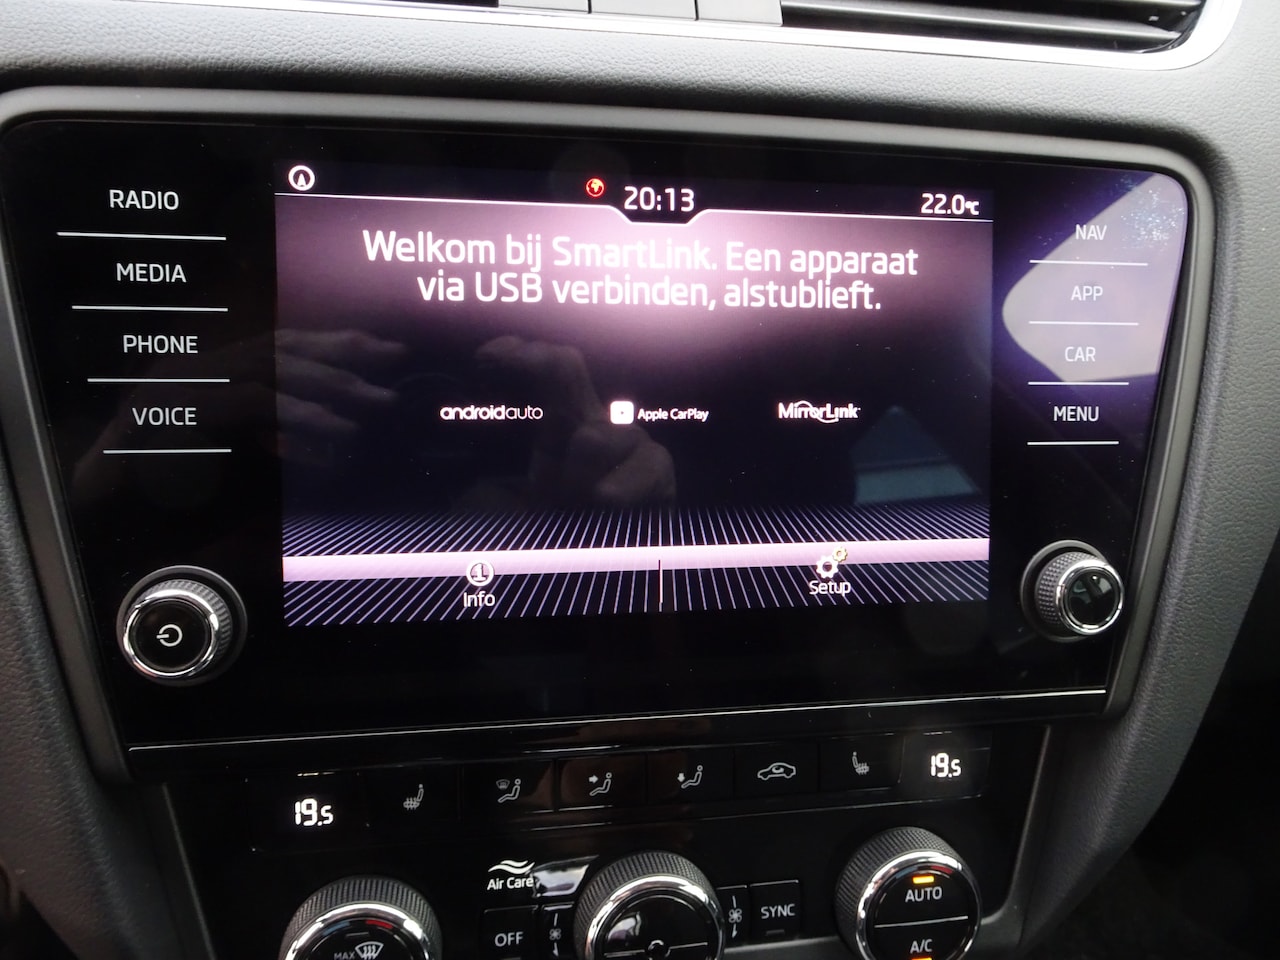 RADIO
MEDIA
PHONE
VOICE
20:13
22.0°C
Welkom bij SmartLink. Een apparaat
via USB verbinden, alstublieft.
androidauto
Apple CarPlay
MirrorLink
Info
Setup
NAV
APP
CAR
MENU
19.5
19.5
Air Care
MAX
OFF
SYNC
AUTO
A/C